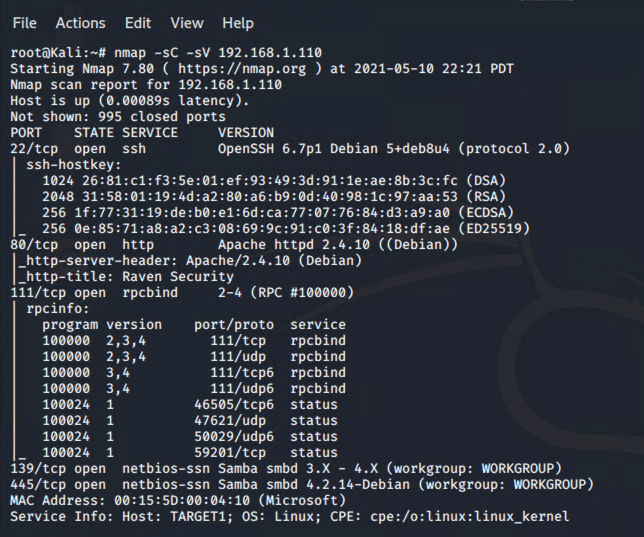 File Actions Edit View Help
root@Kali:~# nmap -sC -sV 192.168.1.110
Starting Nmap 7.80 ( https://nmap.org ) at 2021-05-10 22:21 PDT
Nmap scan report for 192.168.1.110
Host is up (0.00089s latency).
Not shown: 995 closed ports
PORT    STATE SERVICE     VERSION
22/tcp  open  ssh         OpenSSH 6.7p1 Debian 5+deb8u4 (protocol 2.0)
| ssh-hostkey:
|   1024 26:81:c1:f3:5e:01:ef:93:49:3d:91:1e:ae:8b:3c:fc (DSA)
|   2048 31:58:01:19:4d:a2:80:a6:b9:0d:40:98:1c:97:aa:53 (RSA)
|   256 1f:77:31:19:de:b0:e1:6d:ca:77:07:76:84:d3:a9:a0 (ECDSA)
|_  256 0e:85:71:a8:a2:c3:08:69:9c:91:c0:3f:84:18:df:ae (ED25519)
80/tcp  open  http        Apache httpd 2.4.10 ((Debian))
|_http-server-header: Apache/2.4.10 (Debian)
|_http-title: Raven Security
111/tcp open  rpcbind     2-4 (RPC #100000)
| rpcinfo:
|   program version    port/proto  service
|   100000  2,3,4        111/tcp   rpcbind
|   100000  2,3,4        111/udp   rpcbind
|   100000  3,4          111/tcp6  rpcbind
|   100000  3,4          111/udp6  rpcbind
|   100024  1          46505/tcp6  status
|   100024  1          47621/udp   status
|   100024  1          50029/udp6  status
|_  100024  1          59201/tcp   status
139/tcp open  netbios-ssn Samba smbd 3.X - 4.X (workgroup: WORKGROUP)
445/tcp open  netbios-ssn Samba smbd 4.2.14-Debian (workgroup: WORKGROUP)
MAC Address: 00:15:5D:00:04:10 (Microsoft)
Service Info: Host: TARGET1; OS: Linux; CPE: cpe:/o:linux:linux_kernel